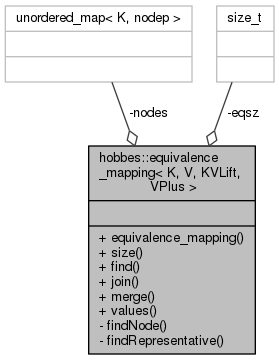 unordered_map< K, nodep >
size_t
-nodes
-eqsz
hobbes::equivalence
_mapping< K, V, KVLift,
VPlus >
+ equivalence_mapping()
+ size()
+ find()
+ join()
+ merge()
+ values()
- findNode()
- findRepresentative()